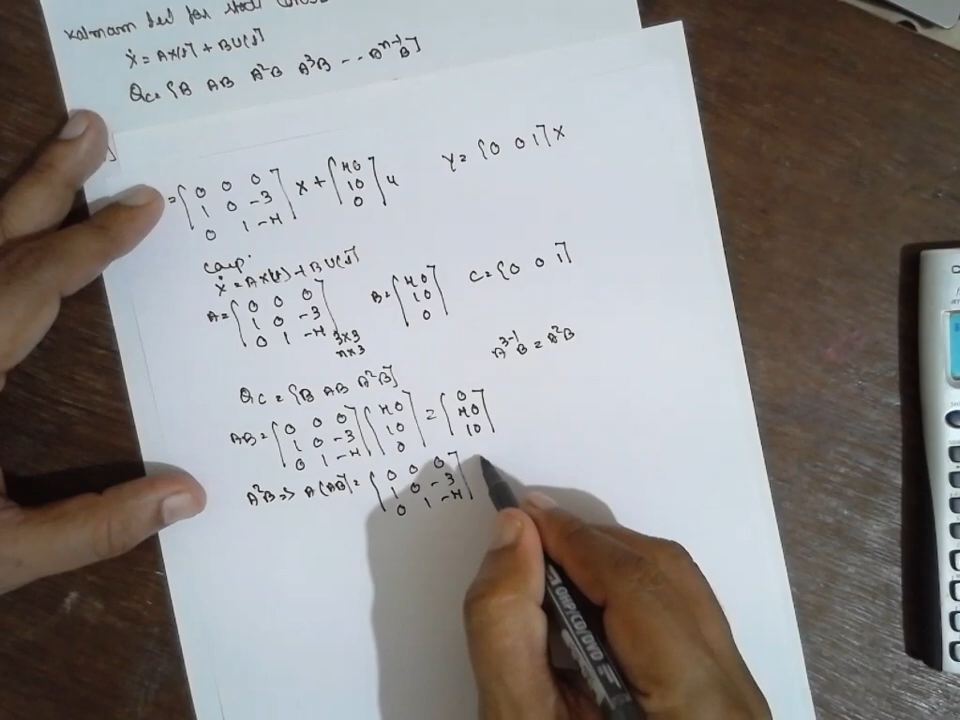 Kalmann test for
ẋ = AX(t) + BU(t)
Qc = [B AB A²B A³B -- Aⁿ⁻¹B]
= [0 0 0 X + [40 u Y = [0 0 1] X
1 0 -3 10
0 1 -4] 0]
Comp:
ẋ = AX(t) + BU(t)
A = [0 0 0 B = [40 C = [0 0 1]
1 0 -3 10
0 1 -4] 3×3 0]
n×3
A³⁻¹B = A²B
Qc = [B AB A²B]
AB = [0 0 0 [40 = [0
1 0 -3 10 40
0 1 -4] 0] 10]
A²B => A(AB) = [0 0 0
1 0 -3
0 1 -4]
OHP/CD/DVD